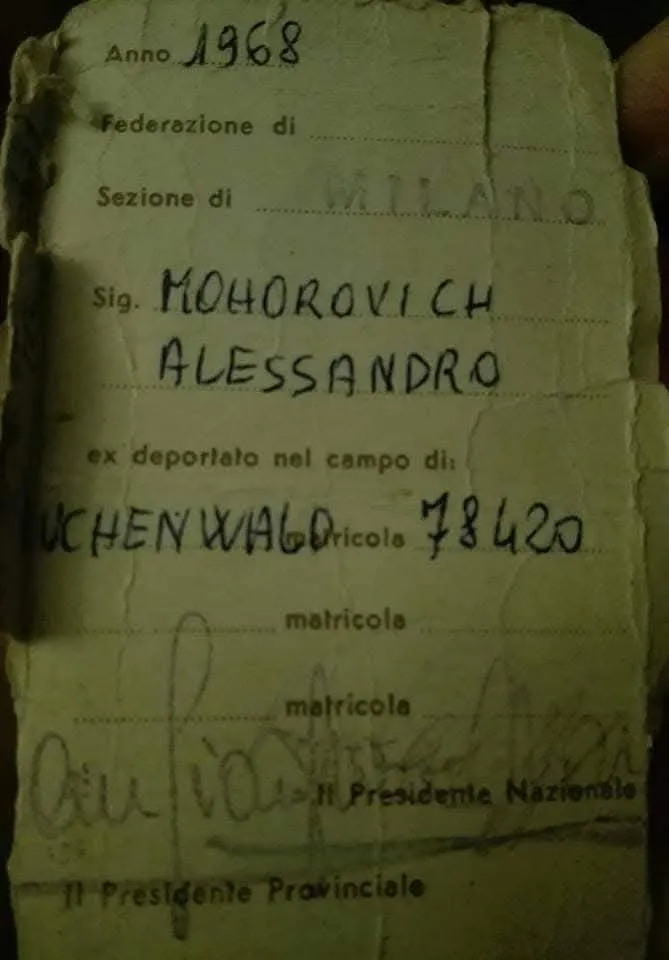 Anno 1968
Federazione di
Sezione di MILANO
Sig. MOHOROVICH
ALESSANDRO
ex deportato nel campo di:
UCHENWALD matricola 78420
matricola
matricola
Il Presidente Nazionale
Il Presidente Provinciale